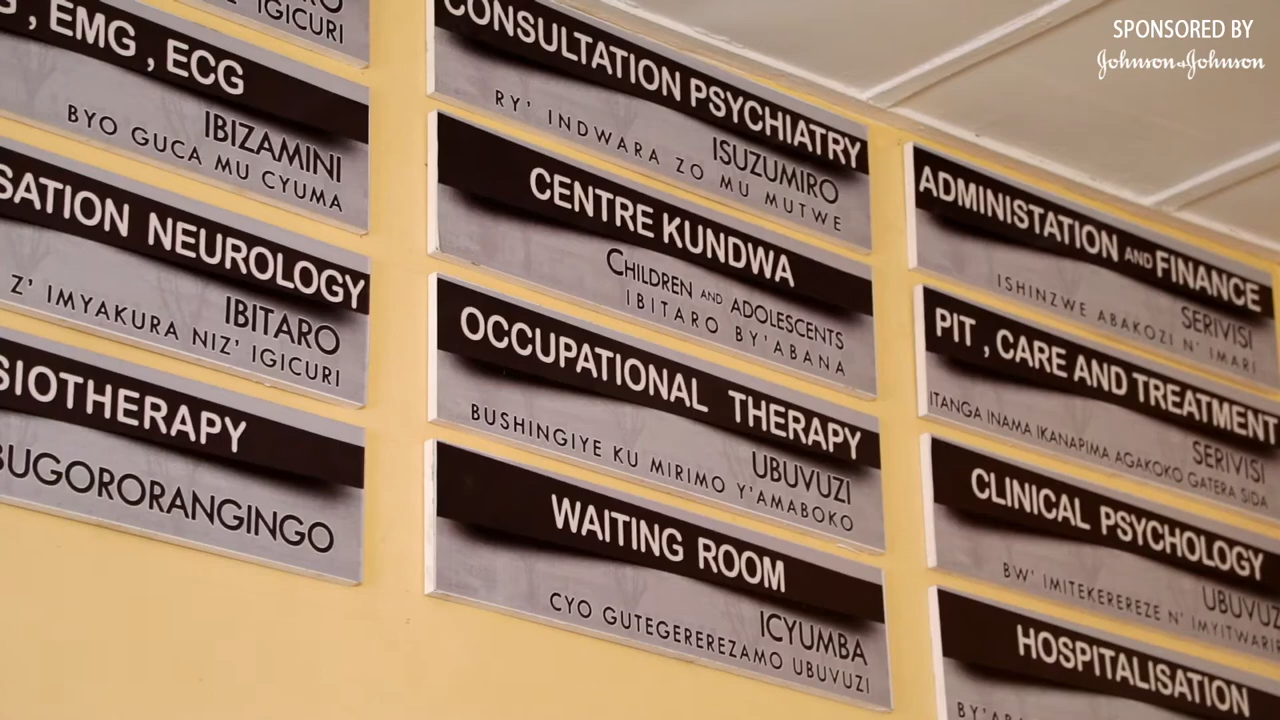 IGICURI
, EMG , ECG
IBIZAMINI
BYO GUCA MU CYUMA
SATION NEUROLOGY
IBITARO
Z' IMYAKURA NIZ' IGICURI
SIOTHERAPY
BUGORORANGINGO
CONSULTATION PSYCHIATRY
ISUZUMIRO
RY' INDWARA ZO MU MUTWE
CENTRE KUNDWA
CHILDREN AND ADOLESCENTS
IBITARO BY'ABANA
OCCUPATIONAL THERAPY
UBUVUZI
BUSHINGIYE KU MIRIMO Y'AMABOKO
WAITING ROOM
ICYUMBA
CYO GUTEGEREREZAMO UBUVUZI
SPONSORED BY
Johnson & Johnson
ADMINISTATION AND FINANCE
SERIVISI
ISHINZWE ABAKOZI N' IMARI
PIT , CARE AND TREATMENT
SERIVISI
ITANGA INAMA IKANAPIMA AGAKOKO GATERA SIDA
CLINICAL PSYCHOLOGY
UBUVUZ
BW' IMITEKEREREZE N' IMYITWARIR
HOSPITALISATION